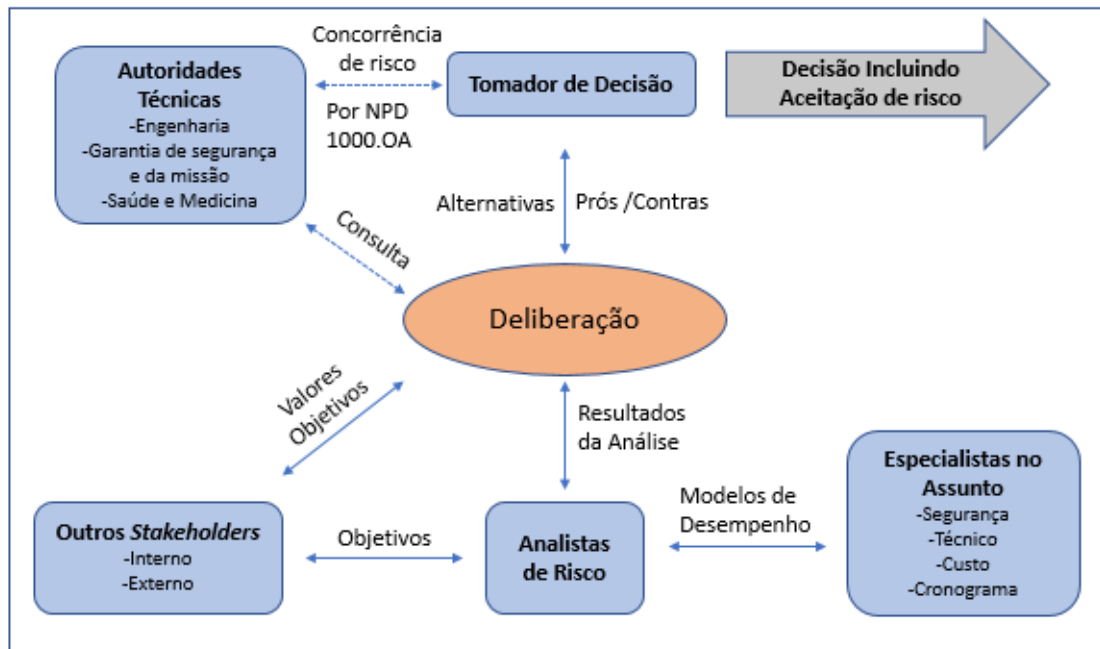 Autoridades
Técnicas
-Engenharia
-Garantia de segurança
e da missão
-Saúde e Medicina
Concorrência
de risco
Por NPD
1000.OA
Tomador de Decisão
Decisão Incluindo
Aceitação de risco
Alternativas
Prós /Contras
Consulta
Deliberação
Valores
Objetivos
Resultados
da Análise
Outros Stakeholders
-Interno
-Externo
Objetivos
Analistas
de Risco
Modelos de
Desempenho
Especialistas no
Assunto
-Segurança
-Técnico
-Custo
-Cronograma